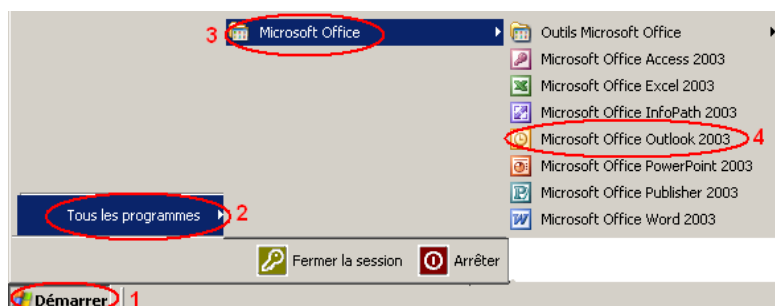 3 Microsoft Office
Outils Microsoft Office
Microsoft Office Access 2003
Microsoft Office Excel 2003
Microsoft Office InfoPath 2003
Microsoft Office Outlook 2003 4
Microsoft Office PowerPoint 2003
Microsoft Office Publisher 2003
Microsoft Office Word 2003
Tous les programmes 2
Fermer la session Arrêter
Démarrer 1